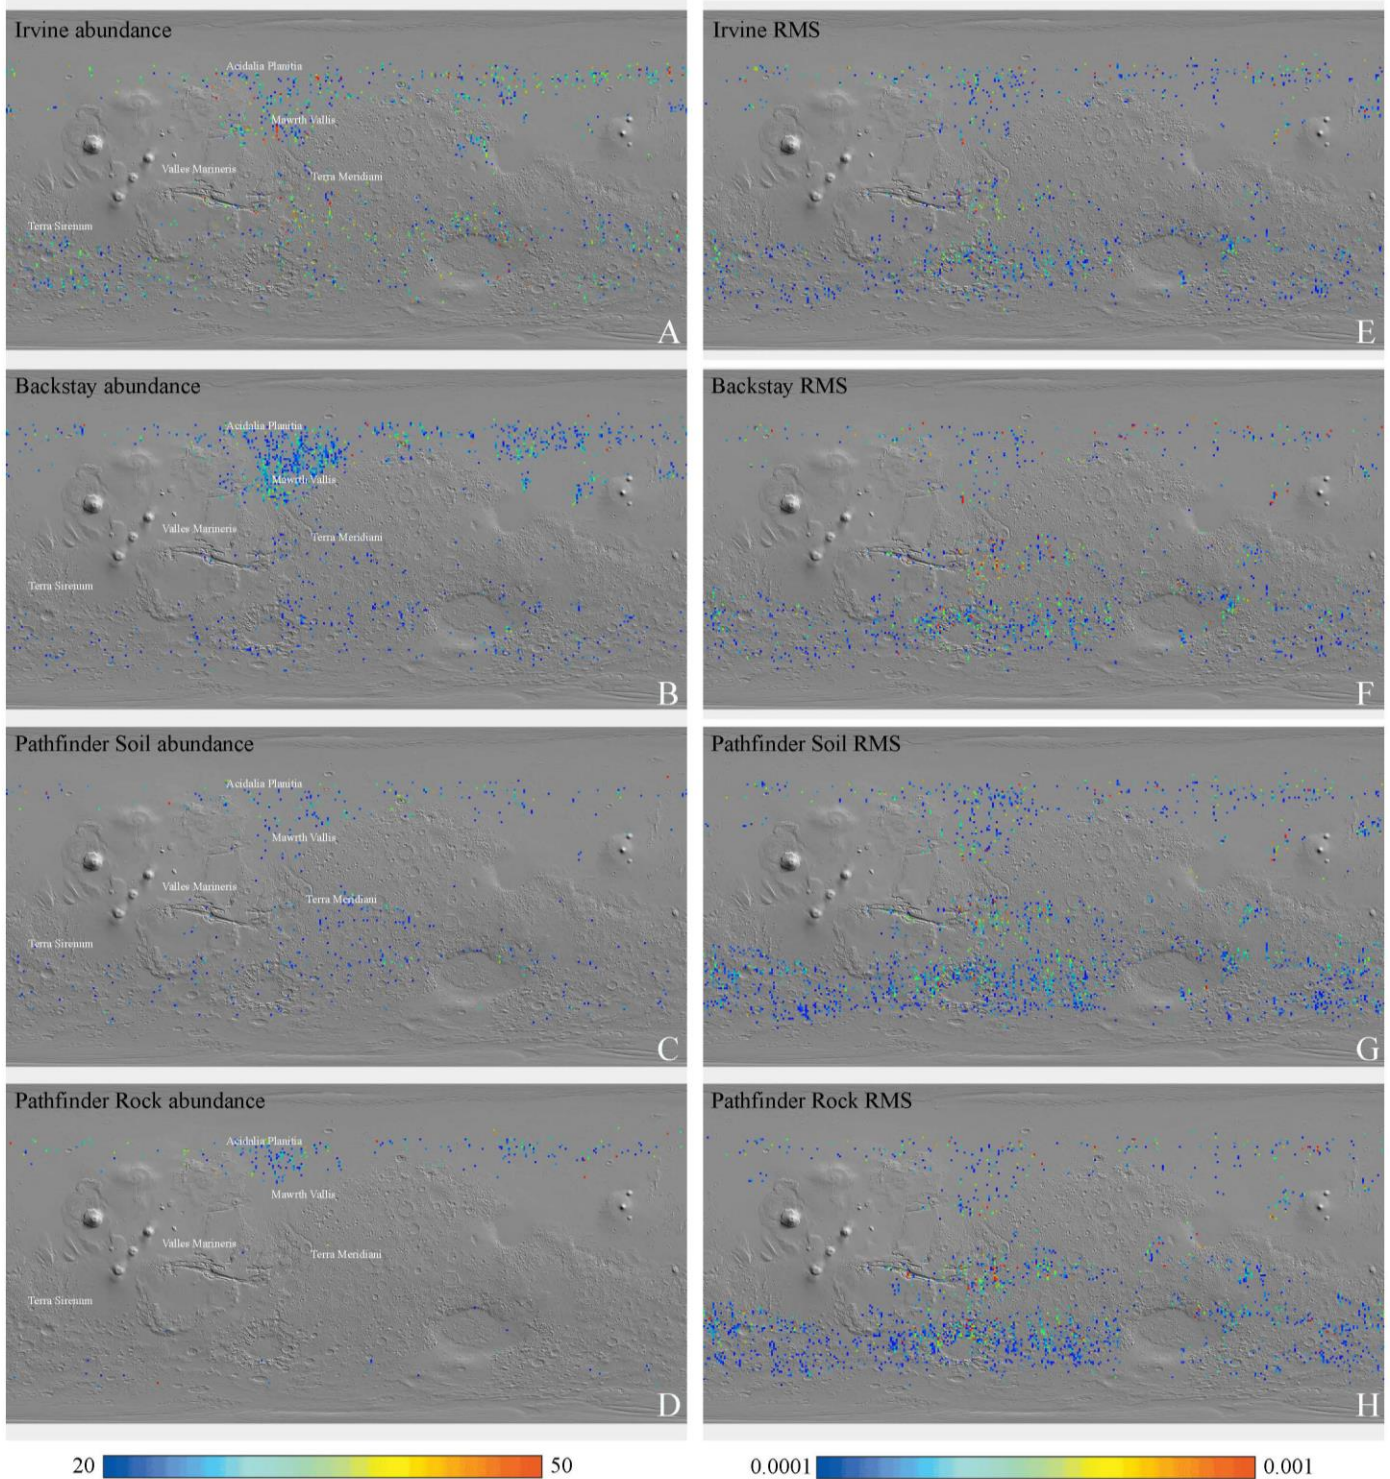 Irvine abundance
Acidalia Planitia
Mawrth Vallis
Valles Marineris
Terra Meridiani
Terra Sirenum
A
Irvine RMS
E
Backstay abundance
Acidalia Planitia
Mawrth Vallis
Valles Marineris
Terra Meridiani
Terra Sirenum
B
Backstay RMS
F
Pathfinder Soil abundance
Acidalia Planitia
Mawrth Vallis
Valles Marineris
Terra Meridiani
Terra Sirenum
C
Pathfinder Soil RMS
G
Pathfinder Rock abundance
Acidalia Planitia
Mawrth Vallis
Valles Marineris
Terra Meridiani
Terra Sirenum
D
Pathfinder Rock RMS
H
20 50
0.0001 0.001